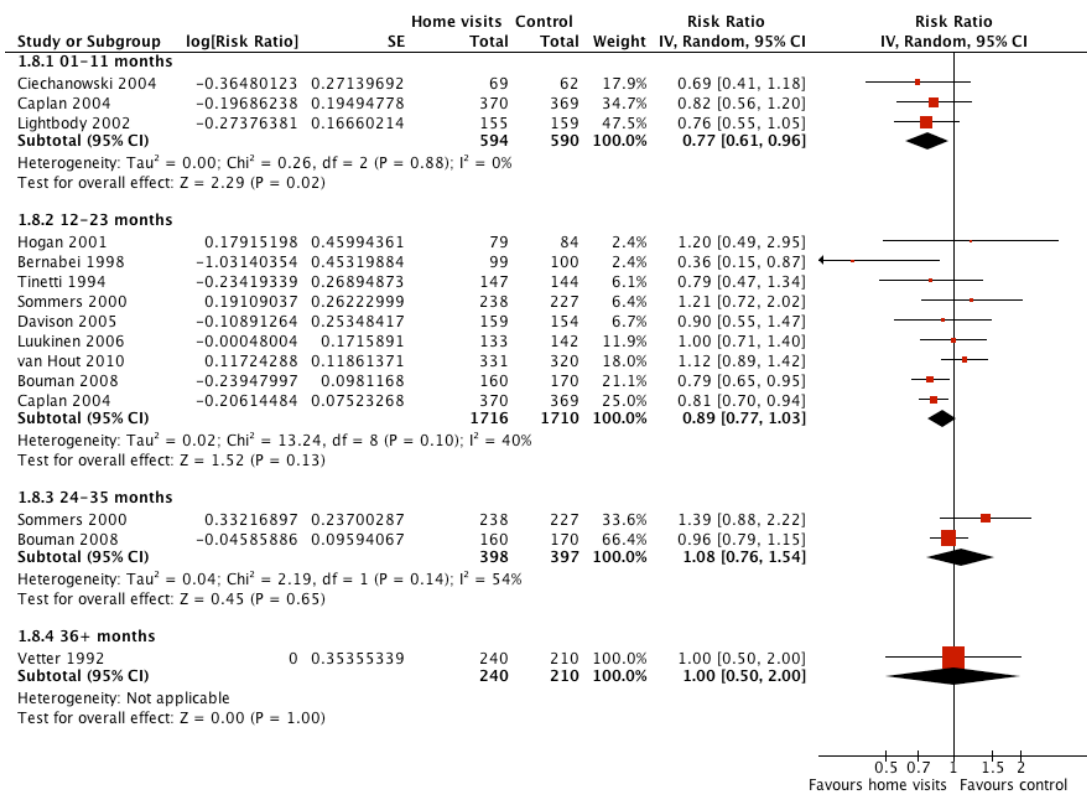 Home visits Control Risk Ratio Risk Ratio
Study or Subgroup log[Risk Ratio] SE Total Total Weight IV, Random, 95% CI IV, Random, 95% CI
1.8.1 01–11 months
Ciechanowski 2004 −0.36480123 0.27139692 69 62 17.9% 0.69 [0.41, 1.18]
Caplan 2004 −0.19686238 0.19494778 370 369 34.7% 0.82 [0.56, 1.20]
Lightbody 2002 −0.27376381 0.16660214 155 159 47.5% 0.76 [0.55, 1.05]
Subtotal (95% CI) 594 590 100.0% 0.77 [0.61, 0.96]
Heterogeneity: Tau² = 0.00; Chi² = 0.26, df = 2 (P = 0.88); I² = 0%
Test for overall effect: Z = 2.29 (P = 0.02)
1.8.2 12–23 months
Hogan 2001 0.17915198 0.45994361 79 84 2.4% 1.20 [0.49, 2.95]
Bernabei 1998 −1.03140354 0.45319884 99 100 2.4% 0.36 [0.15, 0.87]
Tinetti 1994 −0.23419339 0.26894873 147 144 6.1% 0.79 [0.47, 1.34]
Sommers 2000 0.19109037 0.26222999 238 227 6.4% 1.21 [0.72, 2.02]
Davison 2005 −0.10891264 0.25348417 159 154 6.7% 0.90 [0.55, 1.47]
Luukinen 2006 −0.00048004 0.1715891 133 142 11.9% 1.00 [0.71, 1.40]
van Hout 2010 0.11724288 0.11861371 331 320 18.0% 1.12 [0.89, 1.42]
Bouman 2008 −0.23947997 0.0981168 160 170 21.1% 0.79 [0.65, 0.95]
Caplan 2004 −0.20614484 0.07523268 370 369 25.0% 0.81 [0.70, 0.94]
Subtotal (95% CI) 1716 1710 100.0% 0.89 [0.77, 1.03]
Heterogeneity: Tau² = 0.02; Chi² = 13.24, df = 8 (P = 0.10); I² = 40%
Test for overall effect: Z = 1.52 (P = 0.13)
1.8.3 24–35 months
Sommers 2000 0.33216897 0.23700287 238 227 33.6% 1.39 [0.88, 2.22]
Bouman 2008 −0.04585886 0.09594067 160 170 66.4% 0.96 [0.79, 1.15]
Subtotal (95% CI) 398 397 100.0% 1.08 [0.76, 1.54]
Heterogeneity: Tau² = 0.04; Chi² = 2.19, df = 1 (P = 0.14); I² = 54%
Test for overall effect: Z = 0.45 (P = 0.65)
1.8.4 36+ months
Vetter 1992 0 0.35355339 240 210 100.0% 1.00 [0.50, 2.00]
Subtotal (95% CI) 240 210 100.0% 1.00 [0.50, 2.00]
Heterogeneity: Not applicable
Test for overall effect: Z = 0.00 (P = 1.00)
0.5 0.7 1 1.5 2
Favours home visits Favours control